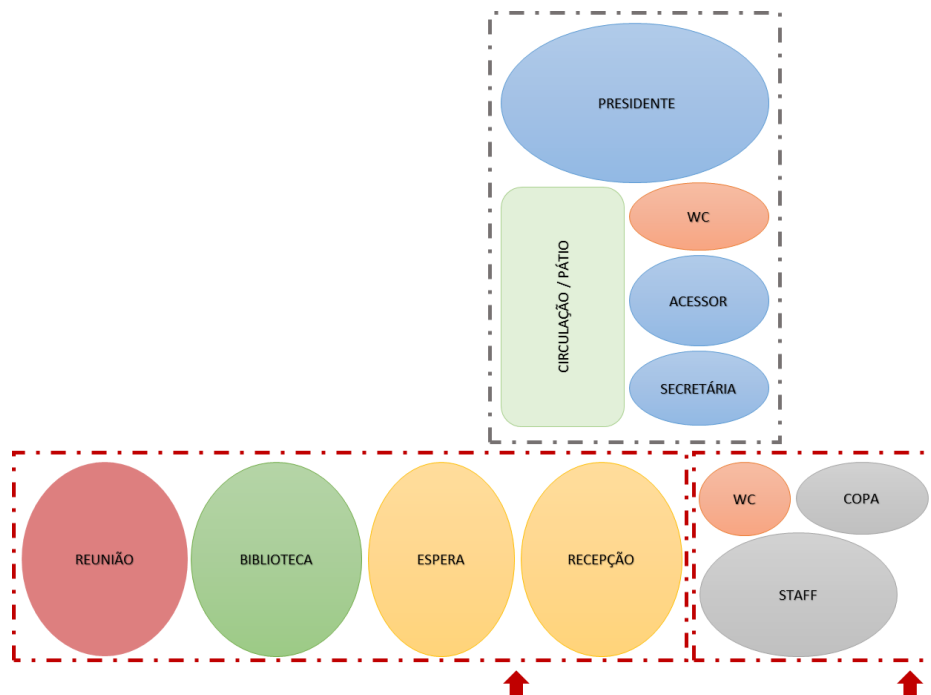 PRESIDENTE
WC
CIRCULAÇÃO / PÁTIO
ACESSOR
SECRETÁRIA
REUNIÃO
BIBLIOTECA
ESPERA
RECEPÇÃO
WC
COPA
STAFF